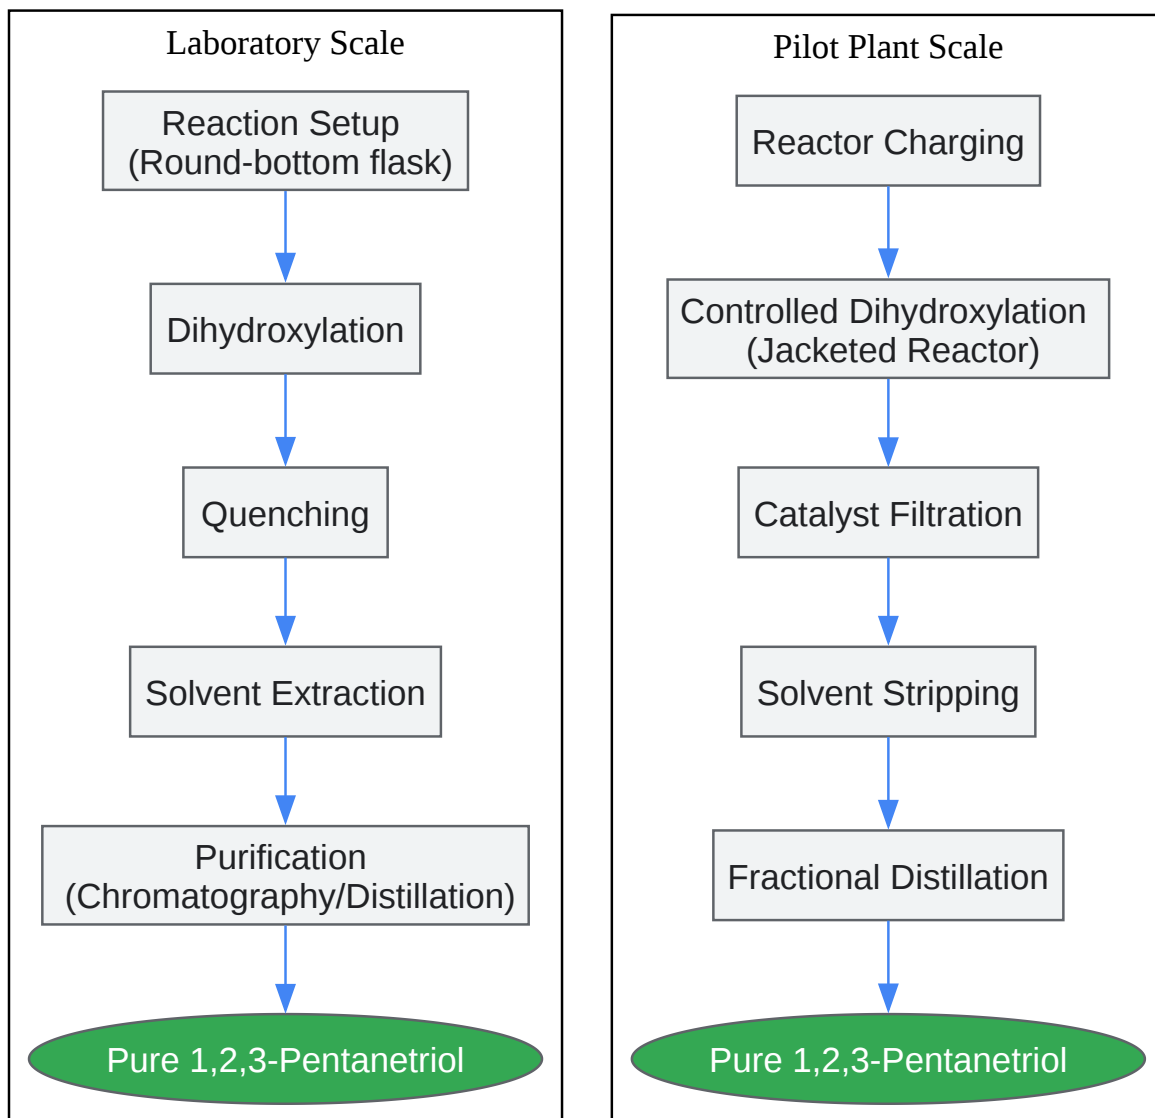 Laboratory Scale
Reaction Setup
(Round-bottom flask)
Dihydroxylation
Quenching
Solvent Extraction
Purification
(Chromatography/Distillation)
Pure 1,2,3-Pentanetriol
Pilot Plant Scale
Reactor Charging
Controlled Dihydroxylation
(Jacketed Reactor)
Catalyst Filtration
Solvent Stripping
Fractional Distillation
Pure 1,2,3-Pentanetriol